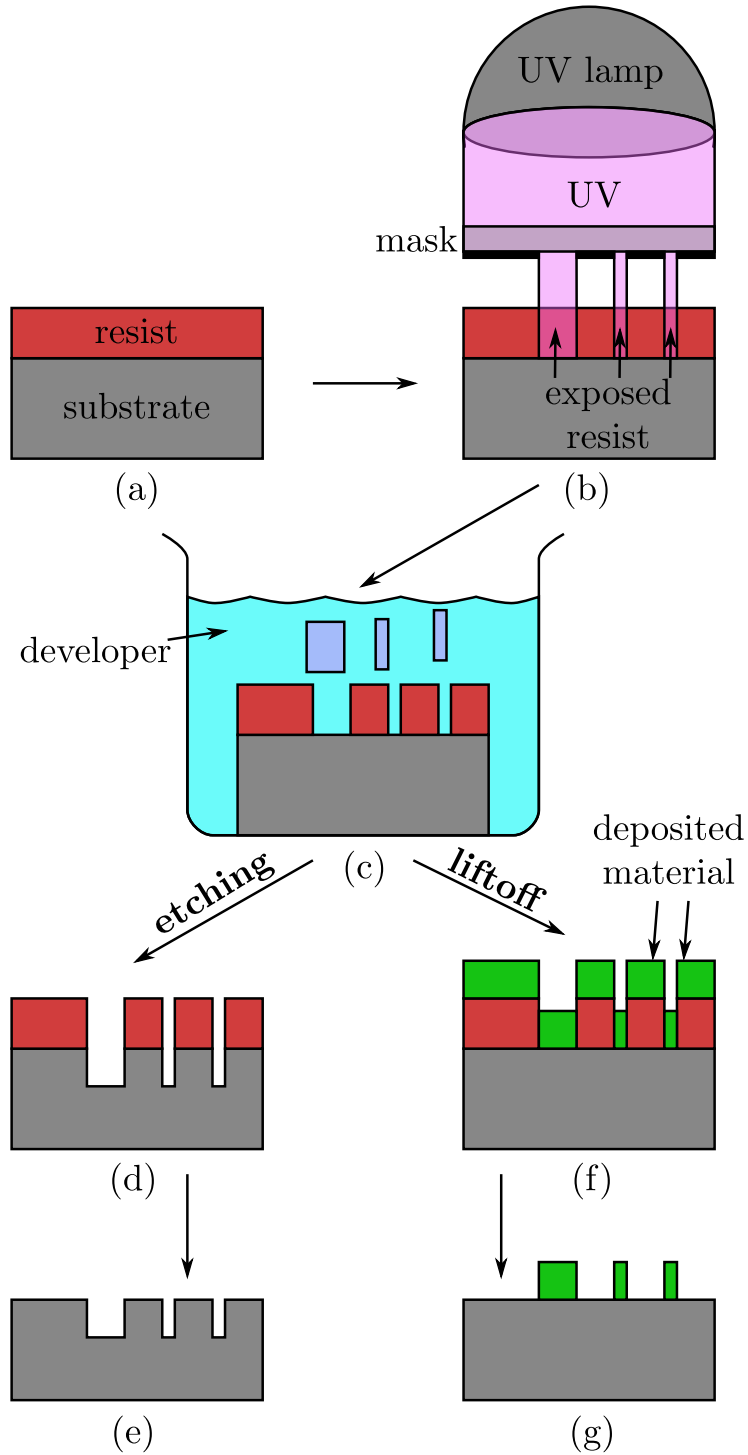 UV lamp
UV
mask
resist
substrate
exposed
resist
(a)
(b)
developer
(c)
etching
liftoff
deposited
material
(d)
(f)
(e)
(g)